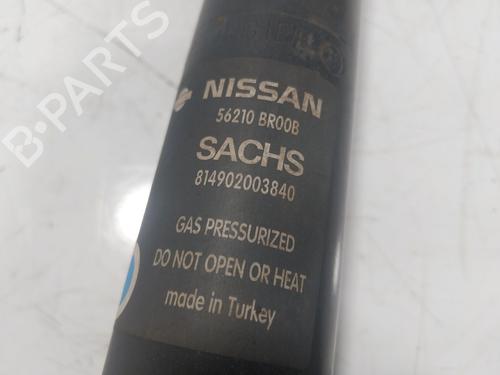 NISSAN
56210 BR00B
SACHS
814902003840
GAS PRESSURIZED
DO NOT OPEN OR HEAT
made in Turkey
B-PARTS